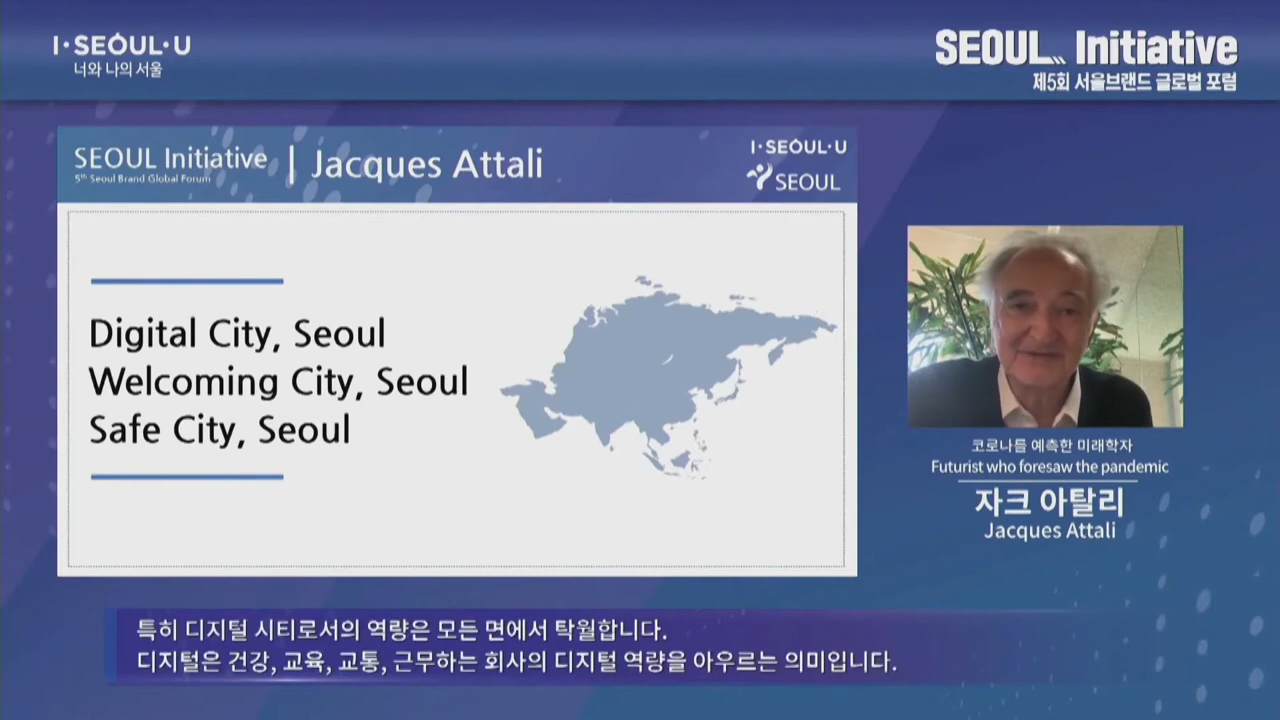 I·SEOUL·U
너와 나의 서울
SEOUL Initiative
제5회 서울브랜드 글로벌 포럼
SEOUL Initiative
5th Seoul Brand Global Forum
Jacques Attali
I·SEOUL·U
SEOUL
Digital City, Seoul
Welcoming City, Seoul
Safe City, Seoul
코로나를 예측한 미래학자
Futurist who foresaw the pandemic
자크 아탈리
Jacques Attali
특히 디지털 시티로서의 역량은 모든 면에서 탁월합니다.
디지털은 건강, 교육, 교통, 근무하는 회사의 디지털 역량을 아우르는 의미입니다.